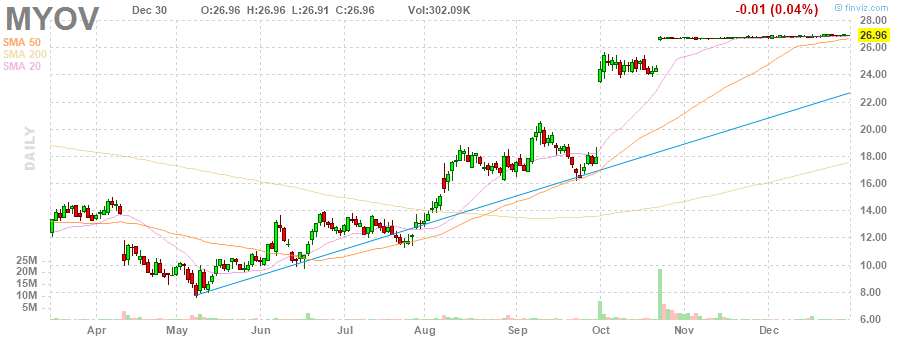 MYOV Dec 30 O:26.96 H:26.96 L:26.91 C:26.96 Vol:302.09K -0.01 (0.04%) © finviz.com
SMA 50
SMA 200
SMA 20
DAILY
28.00
26.96
26.00
24.00
22.00
20.00
18.00
16.00
14.00
12.00
10.00
8.00
6.00
25M
20M
15M
10M
5M
Apr May Jun Jul Aug Sep Oct Nov Dec